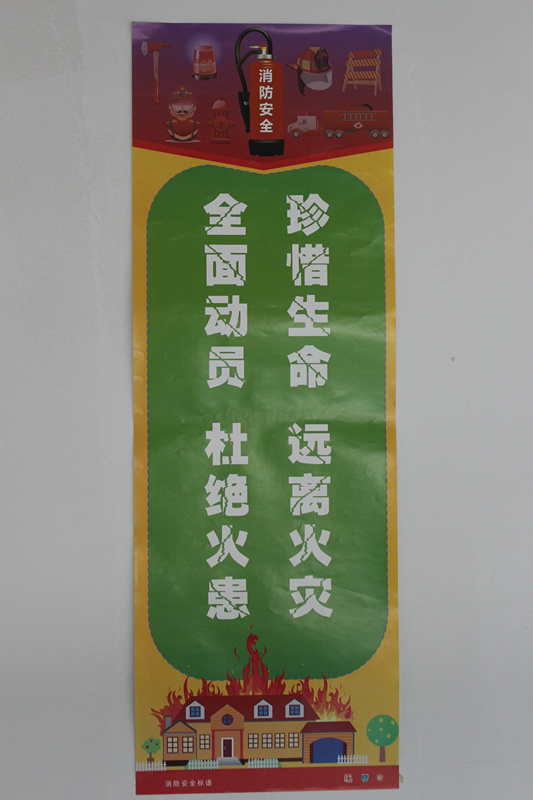 消防安全
珍惜生命 远离火灾
全面动员 杜绝火患
消防安全标语